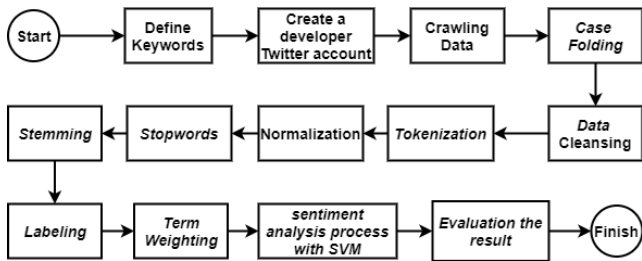 Start
Define
Keywords
Create a
developer
Twitter account
Crawling
Data
Case
Folding
Data
Cleansing
Tokenization
Normalization
Stopwords
Stemming
Labeling
Term
Weighting
sentiment
analysis process
with SVM
Evaluation the
result
Finish